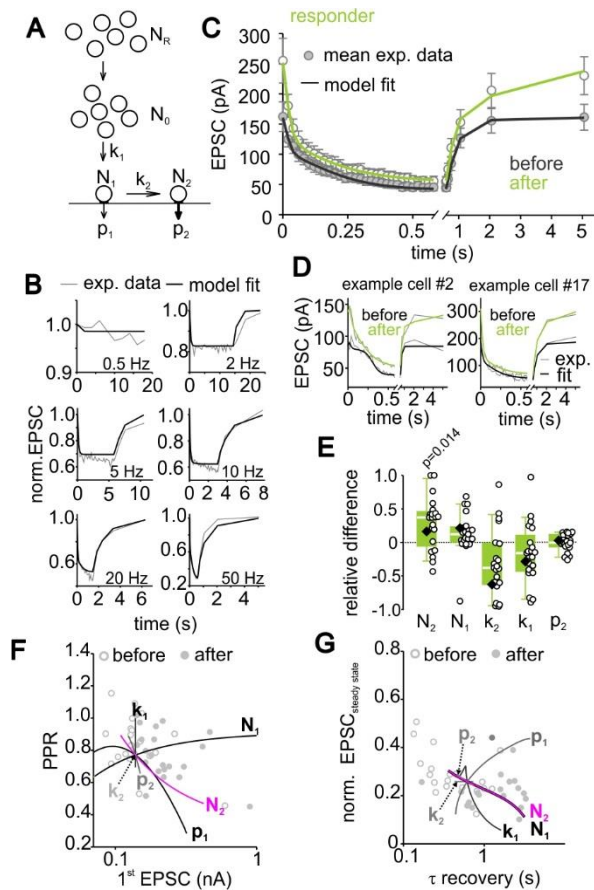 A
N_R
N_0
k_1
N_1 k_2 N_2
p_1 p_2
C
responder
mean exp. data
model fit
EPSC (pA)
300
250
200
150
100
50
0
before
after
0 0.25 0.5 1 2 3 4 5
time (s)
B
exp. data model fit
norm.EPSC
1.0
0.9
0.5 Hz
0 10 20
1.0
0.8
0.6
2 Hz
0 10 20
1.0
0.8
0.6
5 Hz
0 5 10
1.0
0.8
0.6
10 Hz
0 2 4 6 8
1.0
0.6
20 Hz
0 2 4 6
1.0
0.6
0.2
50 Hz
0 2 4 6
time (s)
D
example cell #2 example cell #17
EPSC (pA)
150
100
50
0
before
after
0 0.5 2 4
time (s)
300
200
100
before
after
exp.
fit
0 0.5 2 4
time (s)
E
p=0.014
relative difference
1.0
0.5
0.0
-0.5
-1.0
N_2 N_1 k_2 k_1 p_2
F
before after
PPR
1.4
1.2
1.0
0.8
0.6
0.4
0.2
k_1
N_1
k_2
p_2
N_2
p_1
0.1 1
1st EPSC (nA)
G
before after
norm. EPSC steady state
0.8
0.6
0.4
0.2
0
p_2
p_1
k_2
N_2
k_1
N_1
0.1 1
τ recovery (s)